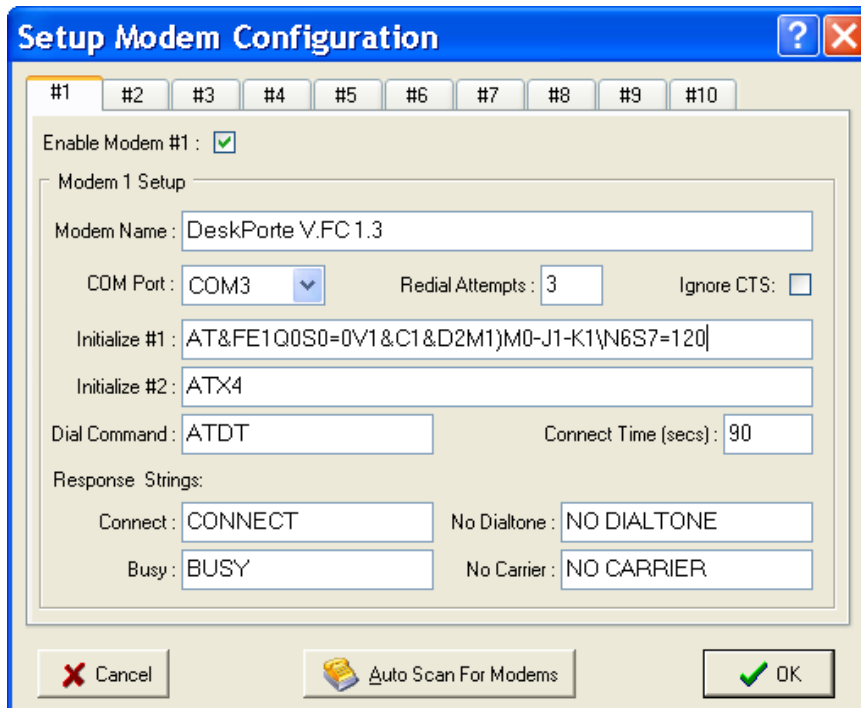 Setup Modem Configuration
#1 #2 #3 #4 #5 #6 #7 #8 #9 #10
Enable Modem #1 :
Modem 1 Setup
Modem Name : DeskPorte V.FC 1.3
COM Port : COM3 Redial Attempts : 3 Ignore CTS:
Initialize #1 : AT&FE1Q0S0=0V1&C1&D2M1)M0-J1-K1\N6S7=120
Initialize #2 : ATX4
Dial Command : ATDT Connect Time (secs) : 90
Response Strings:
Connect : CONNECT No Dialtone : NO DIALTONE
Busy : BUSY No Carrier : NO CARRIER
Cancel Auto Scan For Modems OK